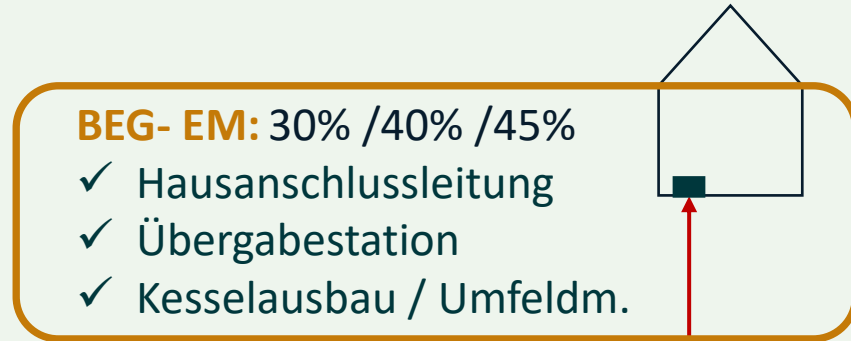 BEG- EM: 30% /40% /45%
✓ Hausanschlussleitung
✓ Übergabestation
✓ Kesselausbau / Umfeldm.